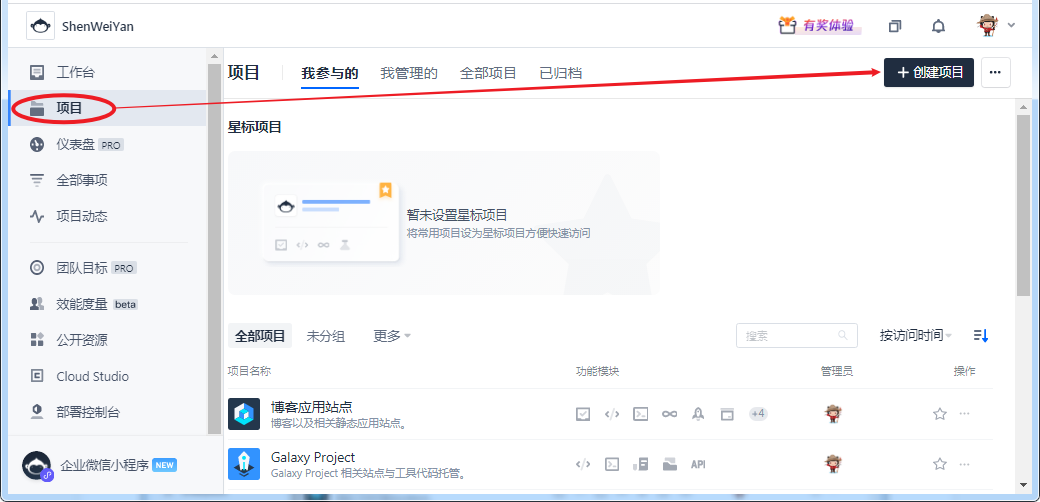 ShenWeiYan
有奖体验
工作台
项目
仪表盘 PRO
全部事项
项目动态
团队目标 PRO
效能度量 beta
公开资源
Cloud Studio
部署控制台
企业微信小程序 NEW
项目 我参与的 我管理的 全部项目 已归档
+ 创建项目 ...
星标项目
暂未设置星标项目
将常用项目设为星标项目方便快速访问
全部项目 未分组 更多
搜索 按访问时间
项目名称 功能模块 管理员 操作
博客应用站点
博客以及相关静态应用站点。
+4
Galaxy Project
Galaxy Project 相关站点与工具代码托管。
API